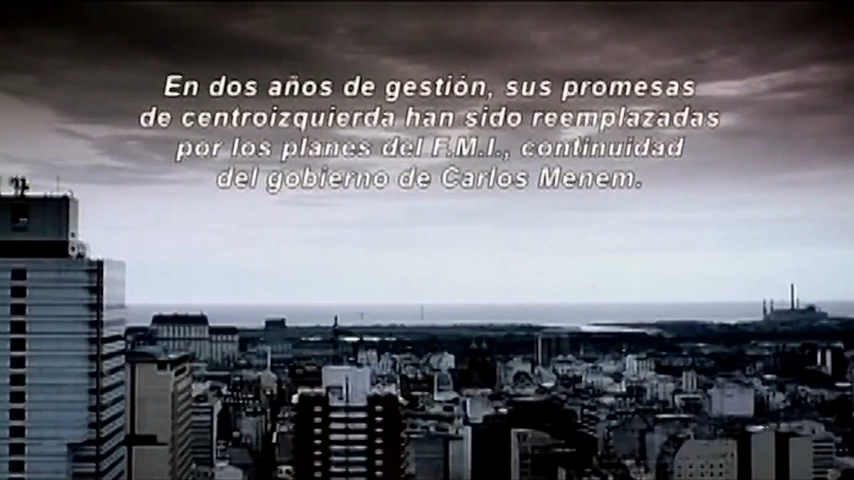 En dos años de gestión, sus promesas
de centroizquierda han sido reemplazadas
por los planes del F.M.I., continuidad
del gobierno de Carlos Menem.